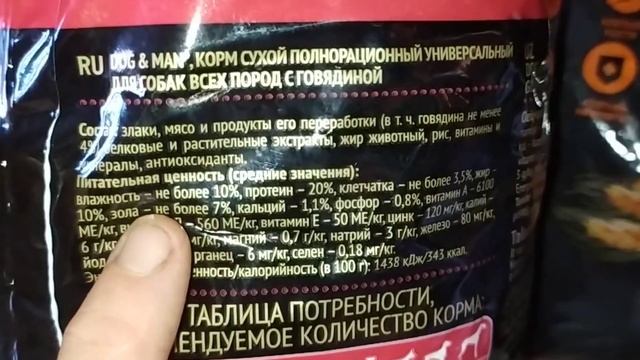 RU DOG & MAN, КОРМ СУХОЙ ПОЛНОРАЦИОННЫЙ УНИВЕРСАЛЬНЫЙ
ДЛЯ СОБАК ВСЕХ ПОРОД С ГОВЯДИНОЙ
злаки, мясо и продукты его переработки (в т. ч. говядина не менее
4%) белковые и растительные экстракты, жир животный, рис, витамины и
минералы, антиоксиданты.
Питательная ценность (средние значения):
влажность – не более 10%, протеин – 20%, клетчатка – не более 3,5%, жир –
10%, зола – не более 7%, кальций – 1,1%, фосфор – 0,8%, витамин А – 6100
МЕ/кг, – 560 МЕ/кг, витамин Е – 50 МЕ/кг, цинк – 120 мг/кг, калий –
6 г/кг, мг/кг, магний – 0,7 г/кг, натрий – 3 г/кг, железо – 80 мг/кг,
йод – 6 мг/кг, селен – 0,18 мг/кг.
(в 100 г): 1438 кДж/343 ккал.
ТАБЛИЦА ПОТРЕБНОСТИ,
КОЛИЧЕСТВО КОРМА: